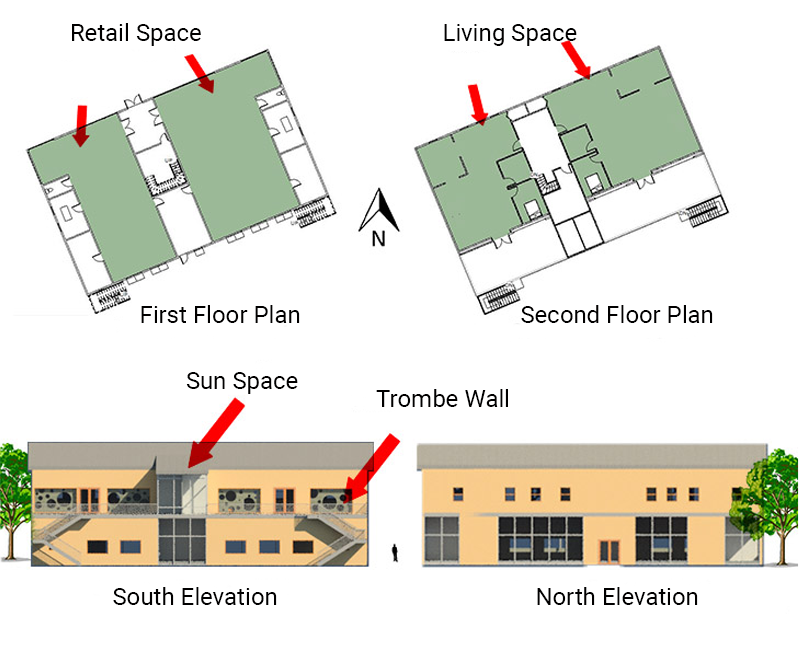 Retail Space
Living Space
N
First Floor Plan
Second Floor Plan
Sun Space
Trombe Wall
South Elevation
North Elevation